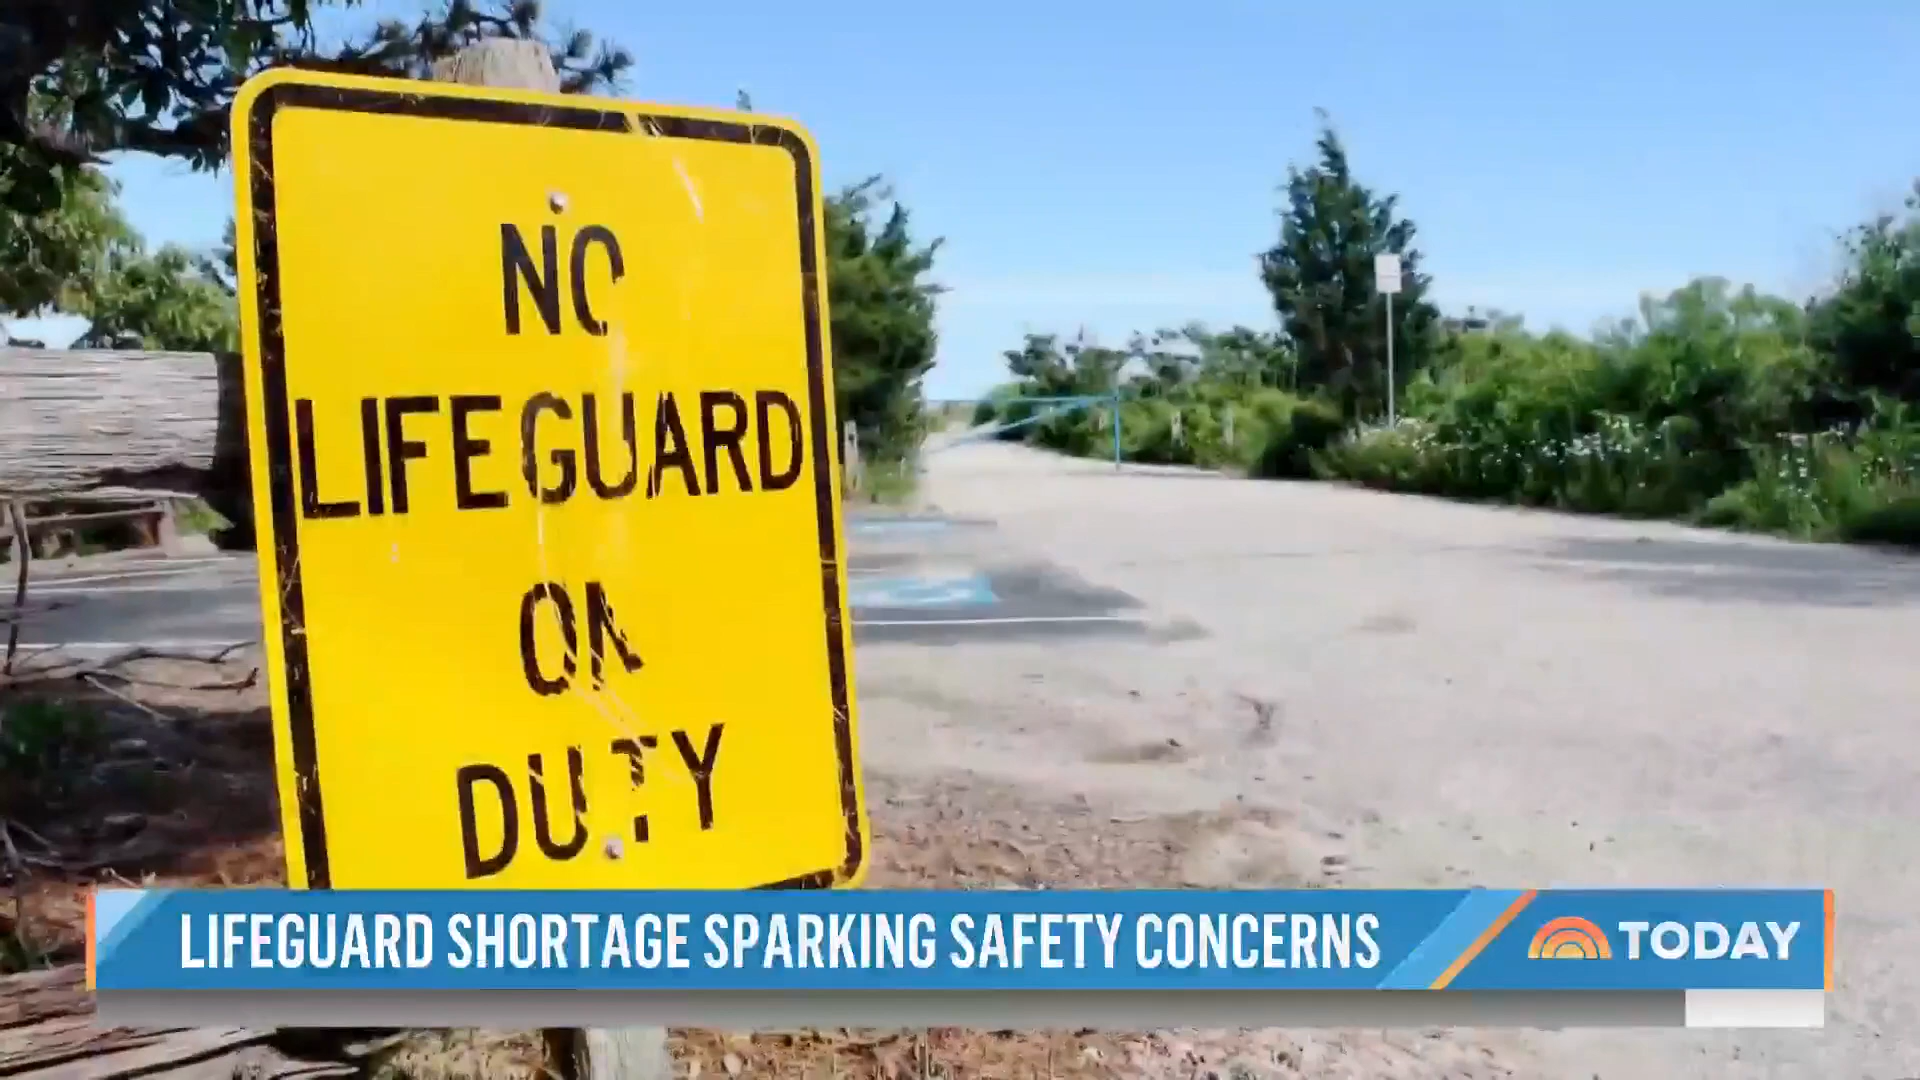 NO
LIFEGUARD
ON
DUTY
LIFEGUARD SHORTAGE SPARKING SAFETY CONCERNS
TODAY